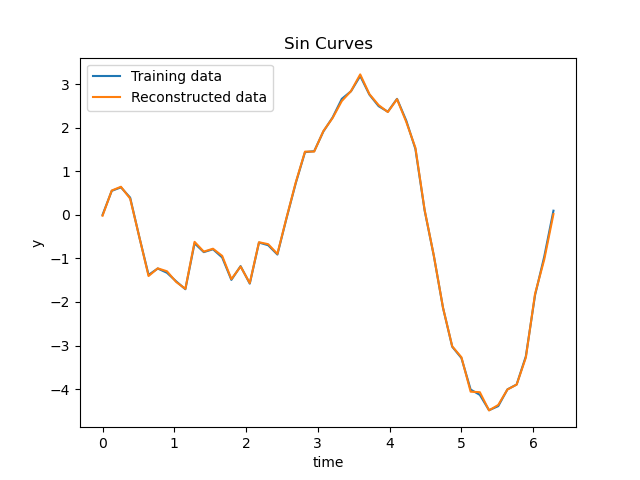 Sin Curves
Training data
Reconstructed data
3
2
1
0
−1
−2
−3
−4
y
0 1 2 3 4 5 6
time